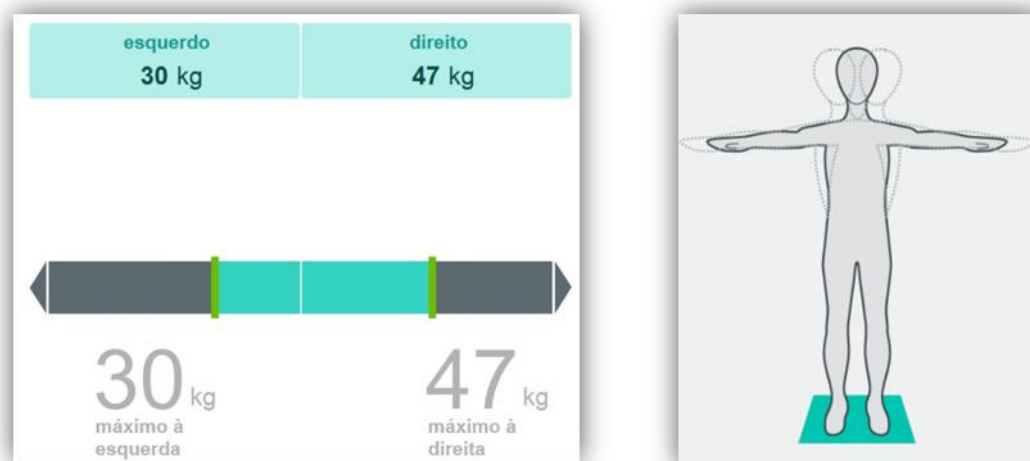 esquerdo
30 kg
direito
47 kg
30 kg
máximo à
esquerda
47 kg
máximo à
direita